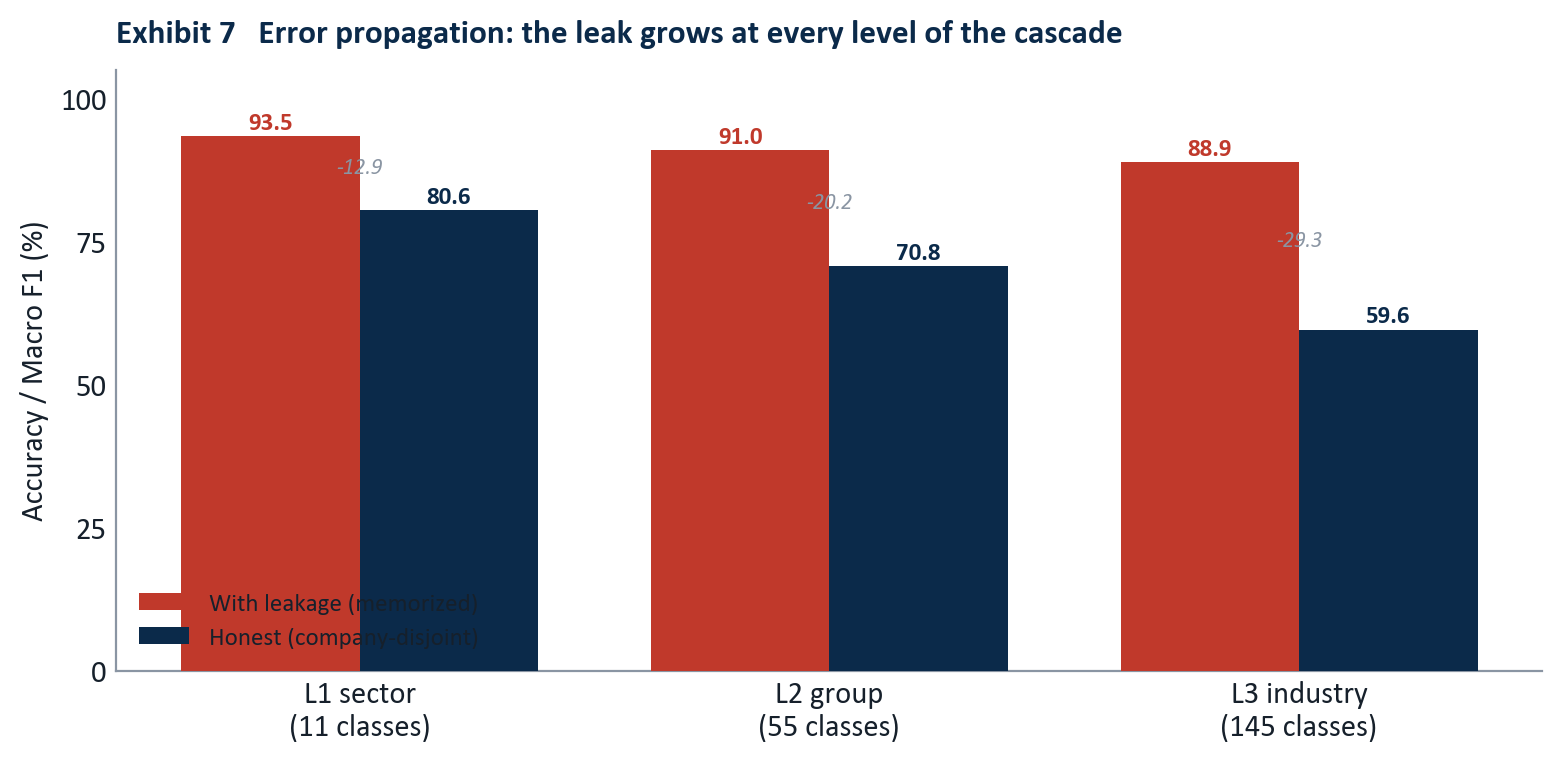 Exhibit 7 Error propagation: the leak grows at every level of the cascade
Accuracy / Macro F1 (%)
100
75
50
25
0
93.5
-12.9
80.6
91.0
-20.2
70.8
88.9
-29.3
59.6
With leakage (memorized)
Honest (company-disjoint)
L1 sector
(11 classes)
L2 group
(55 classes)
L3 industry
(145 classes)